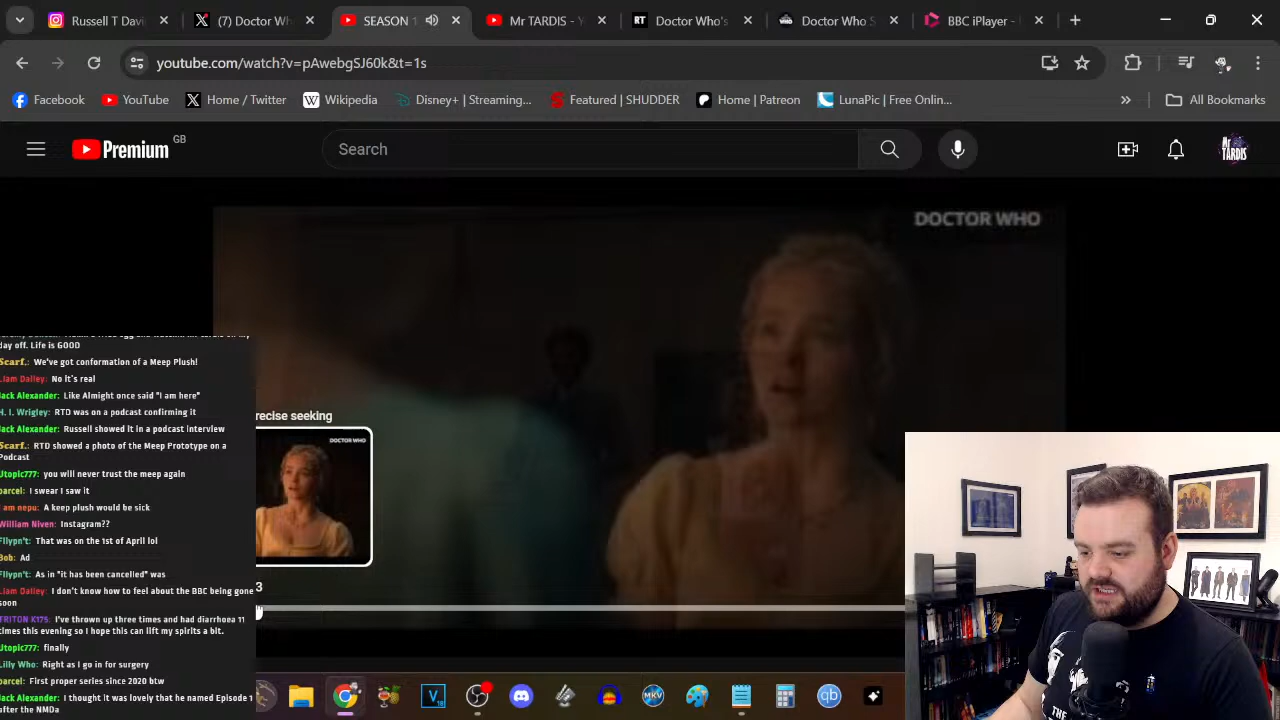 Russell T Davi
(7) Doctor Wh
SEASON 1
Mr TARDIS - Y
Doctor Who's
Doctor Who S
BBC iPlayer -
youtube.com/watch?v=pAwebgSJ60k&t=1s
Facebook
YouTube
Home / Twitter
Wikipedia
Disney+ | Streaming...
Featured | SHUDDER
Home | Patreon
LunaPic | Free Onlin...
All Bookmarks
Premium
GB
Search
Mr TARDIS
DOCTOR WHO
day off. Life is GOOD
Scarf.: We've got conformation of a Meep Plush!
Liam Dailey: No it's real
Jack Alexander: Like Almight once said "I am here"
H. I. Wrigley: RTD was on a podcast confirming it
Jack Alexander: Russell showed it in a podcast interview
Scarf.: RTD showed a photo of the Meep Prototype on a
Podcast
Utopic777: you will never trust the meep again
parcel: I swear I saw it
I am nepu: A keep plush would be sick
William Niven: Instagram??
Fllypn't: That was on the 1st of April lol
Bob: Ad
Fllypn't: As in "it has been cancelled" was
Liam Dailey: I don't know how to feel about the BBC being gone
soon
TRITON K175: I've thrown up three times and had diarrhoea 11
times this evening so I hope this can lift my spirits a bit.
Utopic777: finally
Lilly Who: Right as I go in for surgery
parcel: First proper series since 2020 btw
Jack Alexander: I thought it was lovely that he named Episode 1
after the NMDa
recise seeking
DOCTOR WHO
3
THE